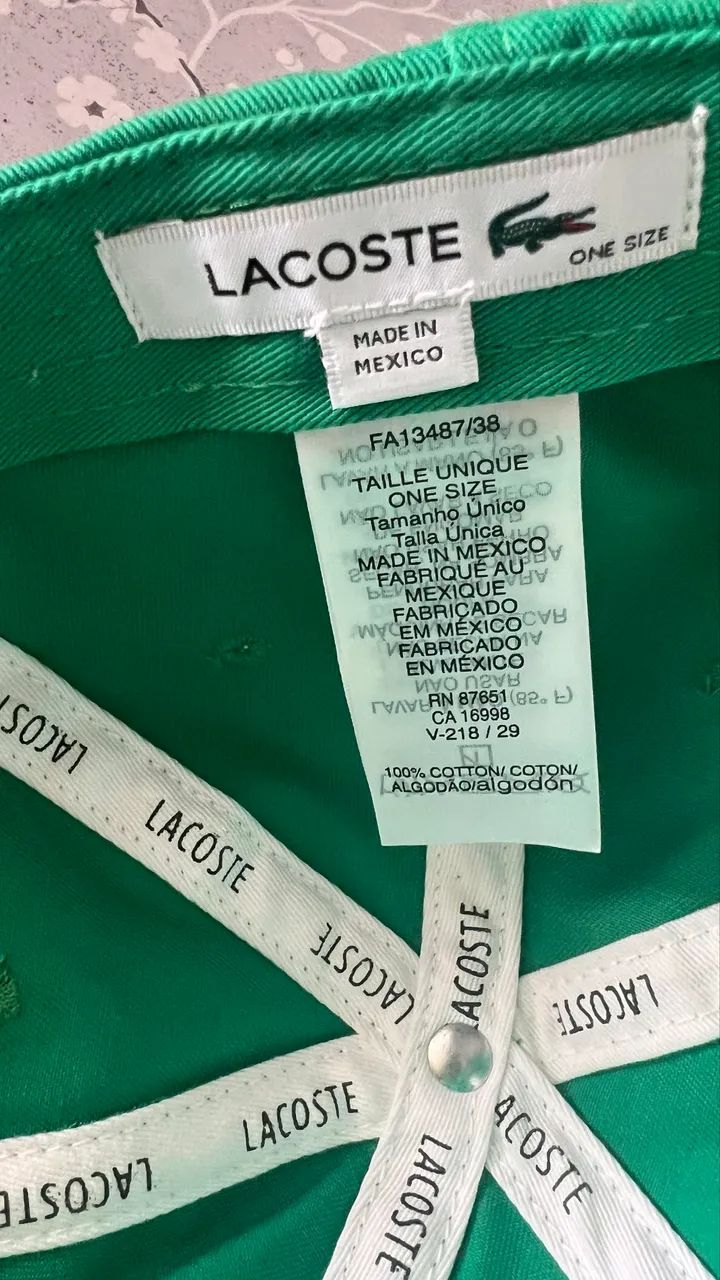 LACOSTE
ONE SIZE
MADE IN
MEXICO
FA13487/38
TAILLE UNIQUE
ONE SIZE
Tamanho Único
Talla Única
MADE IN MEXICO
FABRIQUÉ AU
MEXIQUE
FABRICADO
EM MÉXICO
FABRICADO
EN MÉXICO
RN 87651
CA 16998
V-218 / 29
100% COTTON/ COTON/
ALGODÃO/algodón
LACOSTE
LACOSTE
LACOSTE
LACOSTE
LACOSTE
LACOSTE
LACOSTE
LACOSTE
LACOSTE